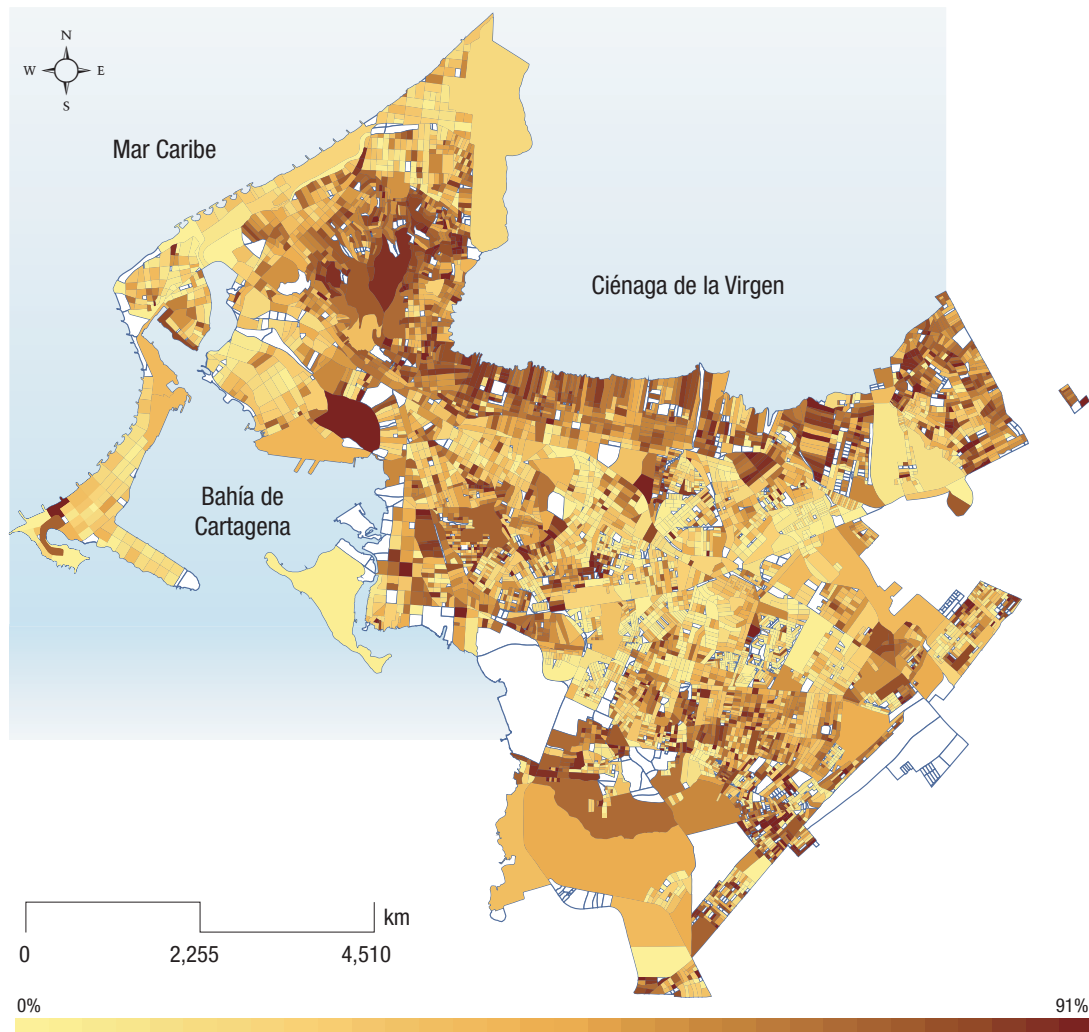 N
W
E
S
Mar Caribe
Ciénaga de la Virgen
Bahía de
Cartagena
km
0
2,255
4,510
0%
91%